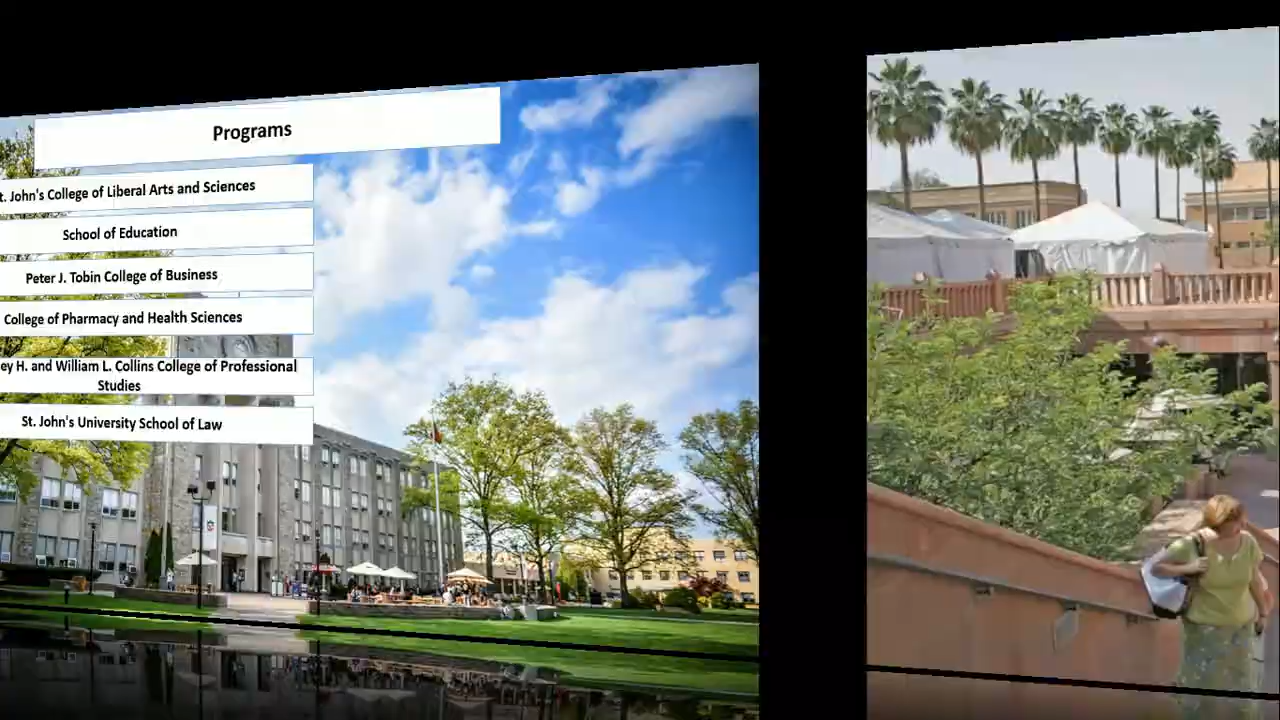 Programs
t. John's College of Liberal Arts and Sciences
School of Education
Peter J. Tobin College of Business
College of Pharmacy and Health Sciences
ey H. and William L. Collins College of Professional
Studies
St. John's University School of Law